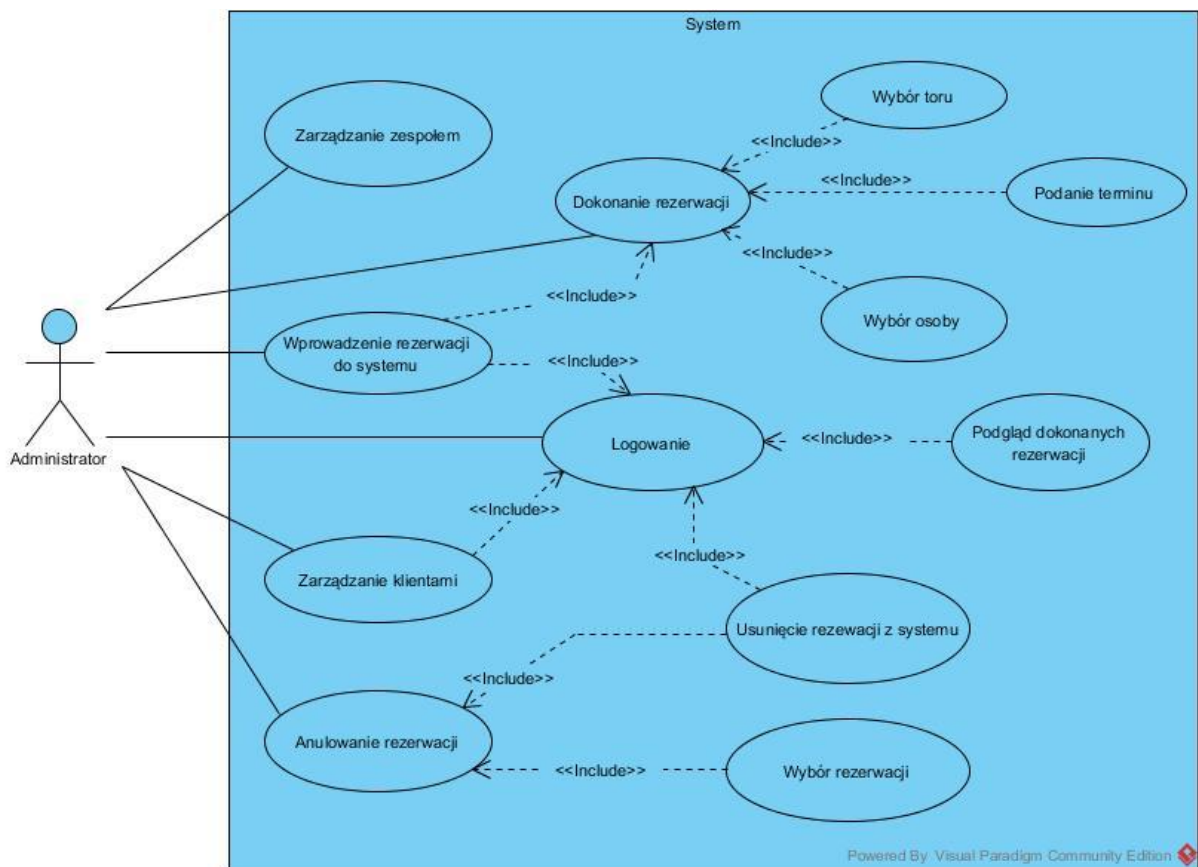 System
Wybór toru
Zarządzanie zespołem
<<Include>>
<<Include>>
Dokonanie rezerwacji
Podanie terminu
<<Include>>
<<Include>>
Wybór osoby
Wprowadzenie rezerwacji
do systemu
<<Include>>
Logowanie
<<Include>>
Podgląd dokonanych
rezerwacji
Administrator
<<Include>>
<<Include>>
Zarządzanie klientami
Usunięcie rezewacji z systemu
<<Include>>
Anulowanie rezerwacji
<<Include>>
Wybór rezerwacji
Powered By Visual Paradigm Community Edition